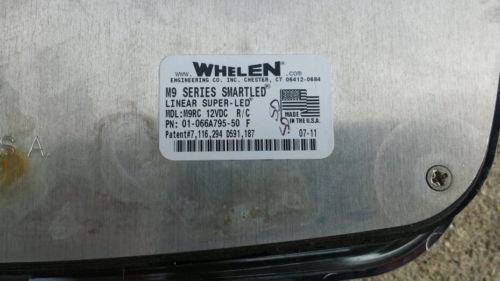 www. WHELEN® .com
ENGINEERING CO. INC. CHESTER, CT 06412-0684
M9 SERIES SMARTLED®
LINEAR SUPER-LED®
MDL: M9RC 12VDC R/C
PN: 01-066A795-50 F
MADE
IN THE U.S.A.
Patent#7,116,294 D591,187 07-11
S A